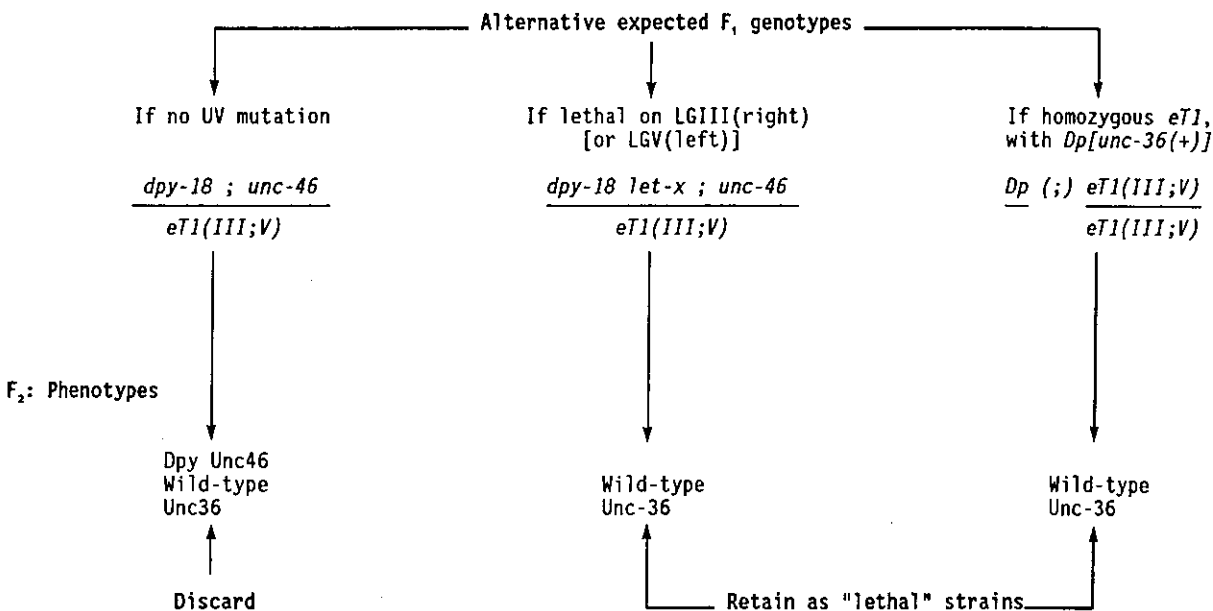 Alternative expected F₁ genotypes
If no UV mutation
dpy-18 ; unc-46
eT1(III;V)
If lethal on LGIII(right)
[or LGV(left)]
dpy-18 let-x ; unc-46
eT1(III;V)
If homozygous eT1,
with Dp[unc-36(+)]
Dp (;) eT1(III;V)
eT1(III;V)
F₂: Phenotypes
Dpy Unc46
Wild-type
Unc36
Wild-type
Unc-36
Wild-type
Unc-36
Discard
Retain as "lethal" strains